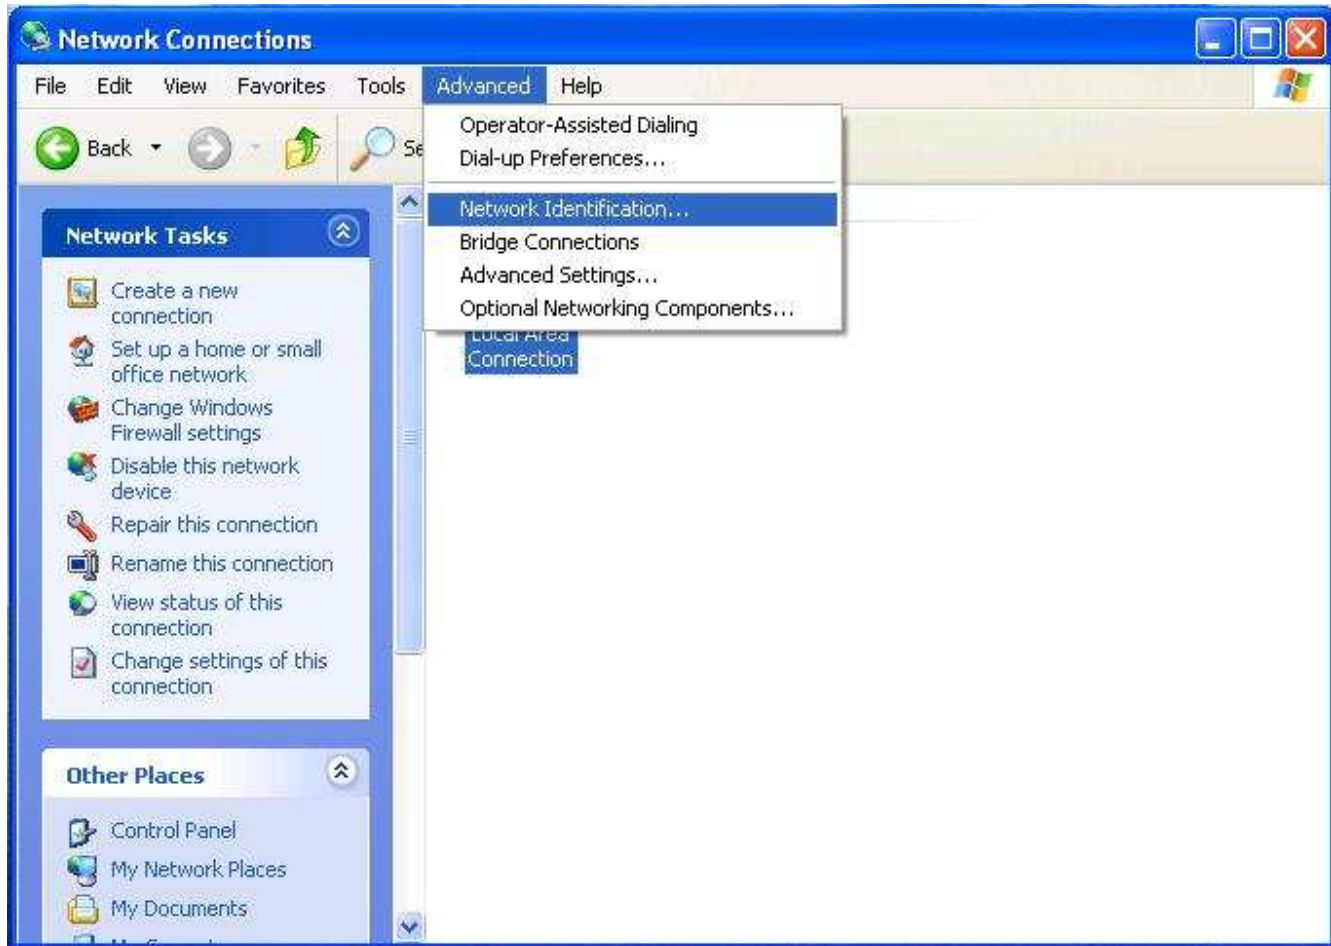 Network Connections
File Edit View Favorites Tools Advanced Help
Back
Se
Operator-Assisted Dialing
Dial-up Preferences...
Network Identification...
Bridge Connections
Advanced Settings...
Optional Networking Components...
Local Area
Connection
Network Tasks
Create a new
connection
Set up a home or small
office network
Change Windows
Firewall settings
Disable this network
device
Repair this connection
Rename this connection
View status of this
connection
Change settings of this
connection
Other Places
Control Panel
My Network Places
My Documents